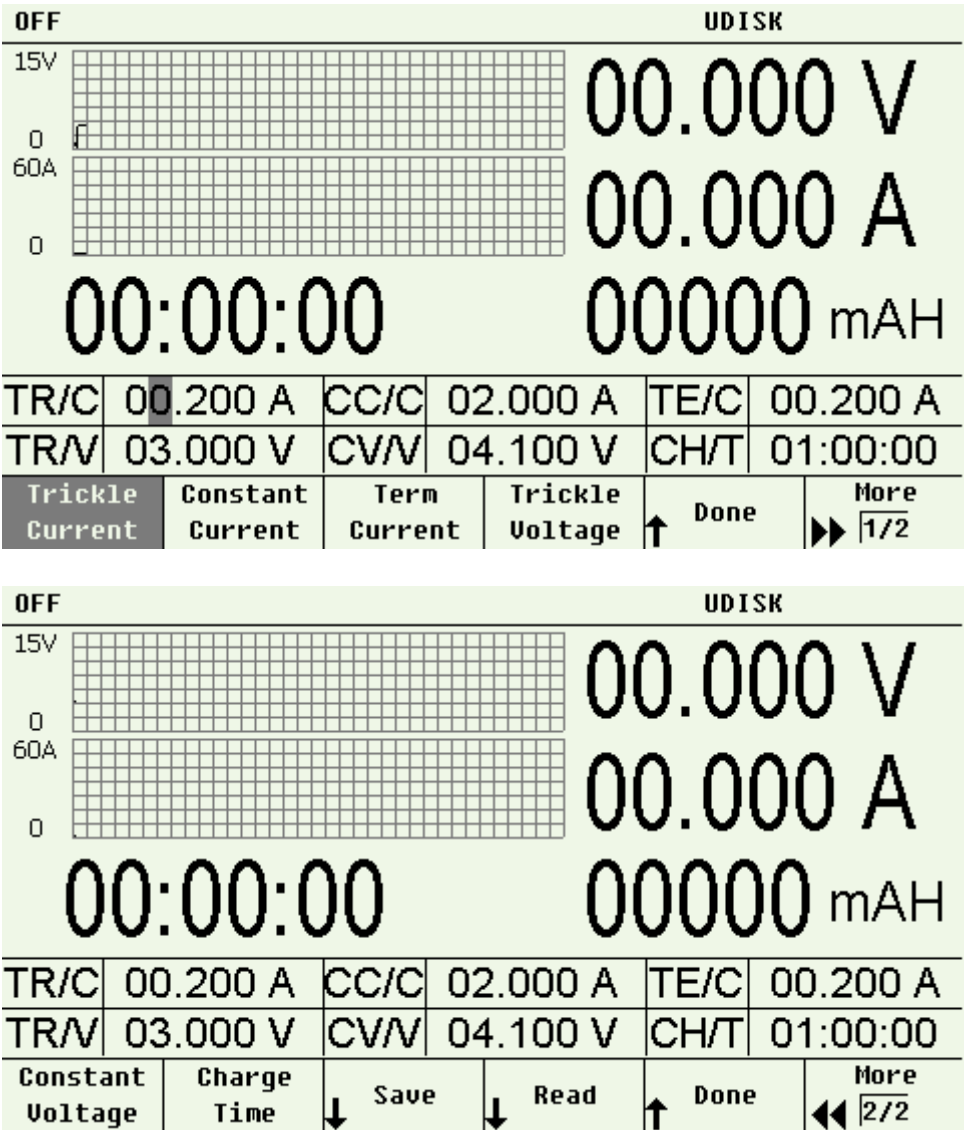 OFF UDISK
15V
00.000 V
0
60A
00.000 A
0
00:00:00 00000 mAH
TR/C 00.200 A CC/C 02.000 A TE/C 00.200 A
TR/V 03.000 V CV/V 04.100 V CH/T 01:00:00
Trickle Current Constant Current Term Current Trickle Voltage Done More 1/2
OFF UDISK
15V
00.000 V
0
60A
00.000 A
0
00:00:00 00000 mAH
TR/C 00.200 A CC/C 02.000 A TE/C 00.200 A
TR/V 03.000 V CV/V 04.100 V CH/T 01:00:00
Constant Voltage Charge Time Save Read Done More 2/2